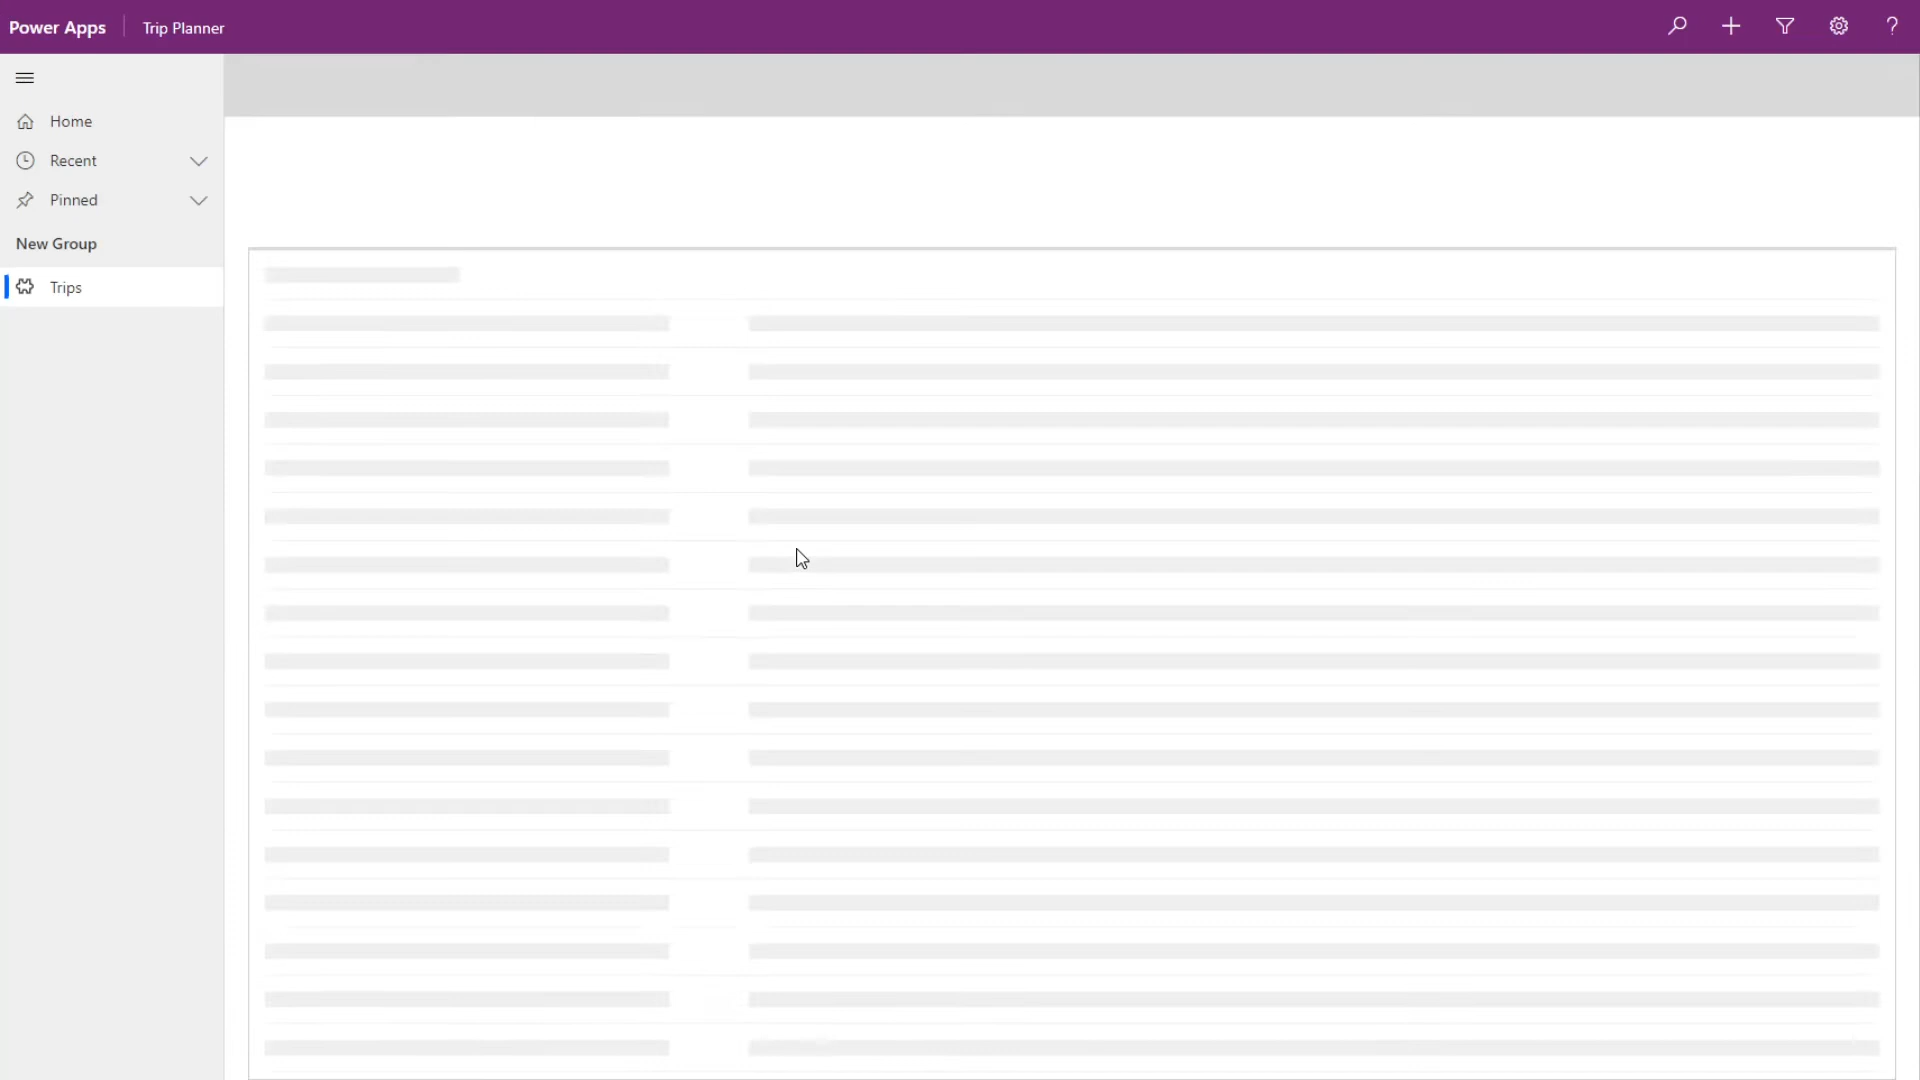 Power Apps
Trip Planner
Home
Recent
Pinned
New Group
Trips